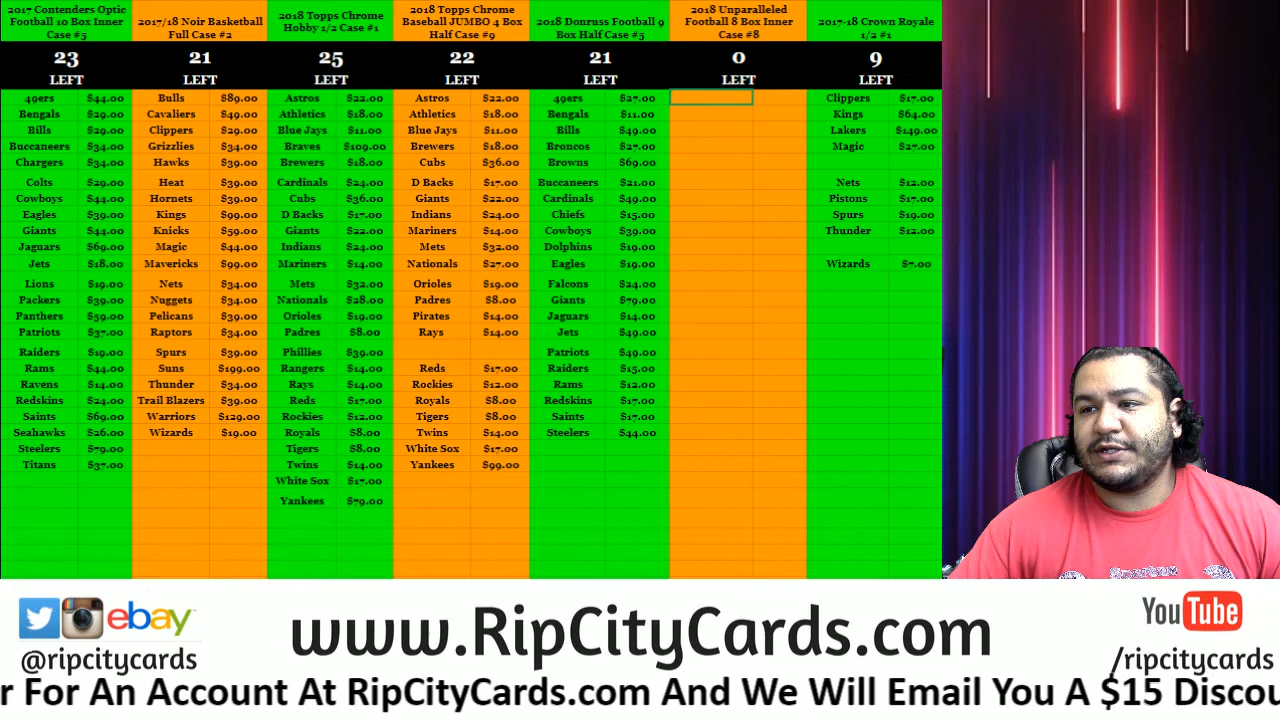 2017 Contenders Optic
Football 10 Box Inner
Case #5
23
LEFT
49ers $44.00
Bengals $29.00
Bills $29.00
Buccaneers $34.00
Chargers $34.00
Colts $29.00
Cowboys $44.00
Eagles $39.00
Giants $44.00
Jaguars $69.00
Jets $18.00
Lions $19.00
Packers $39.00
Panthers $59.00
Patriots $37.00
Raiders $19.00
Rams $44.00
Ravens $14.00
Redskins $24.00
Saints $69.00
Seahawks $26.00
Steelers $79.00
Titans $37.00
2017/18 Noir Basketball
Full Case #2
21
LEFT
Bulls $89.00
Cavaliers $49.00
Clippers $29.00
Grizzlies $34.00
Hawks $39.00
Heat $39.00
Hornets $39.00
Kings $99.00
Knicks $59.00
Magic $44.00
Mavericks $99.00
Nets $34.00
Nuggets $34.00
Pelicans $39.00
Raptors $34.00
Spurs $39.00
Suns $199.00
Thunder $34.00
Trail Blazers $39.00
Warriors $129.00
Wizards $19.00
2018 Topps Chrome
Hobby 1/2 Case #1
25
LEFT
Astros $22.00
Athletics $18.00
Blue Jays $11.00
Braves $109.00
Brewers $18.00
Cardinals $24.00
Cubs $36.00
D Backs $17.00
Giants $22.00
Indians $24.00
Mariners $14.00
Mets $32.00
Nationals $28.00
Orioles $19.00
Padres $8.00
Phillies $39.00
Rangers $14.00
Rays $14.00
Reds $17.00
Rockies $12.00
Royals $8.00
Tigers $8.00
Twins $14.00
White Sox $17.00
Yankees $79.00
2018 Topps Chrome
Baseball JUMBO 4 Box
Half Case #9
22
LEFT
Astros $22.00
Athletics $18.00
Blue Jays $11.00
Brewers $18.00
Cubs $36.00
D Backs $17.00
Giants $22.00
Indians $24.00
Mariners $14.00
Mets $32.00
Nationals $27.00
Orioles $19.00
Padres $8.00
Pirates $14.00
Rays $14.00
Reds $17.00
Rockies $12.00
Royals $8.00
Tigers $8.00
Twins $14.00
White Sox $17.00
Yankees $99.00
2018 Donruss Football 9
Box Half Case #5
21
LEFT
49ers $27.00
Bengals $11.00
Bills $49.00
Broncos $27.00
Browns $69.00
Buccaneers $21.00
Cardinals $49.00
Chiefs $15.00
Cowboys $39.00
Dolphins $19.00
Eagles $19.00
Falcons $24.00
Giants $79.00
Jaguars $14.00
Jets $49.00
Patriots $49.00
Raiders $15.00
Rams $12.00
Redskins $17.00
Saints $17.00
Steelers $44.00
2018 Unparalleled
Football 8 Box Inner
Case #8
0
LEFT
2017-18 Crown Royale
1/2 #1
9
LEFT
Clippers $17.00
Kings $64.00
Lakers $149.00
Magic $27.00
Nets $12.00
Pistons $17.00
Spurs $19.00
Thunder $12.00
Wizards $7.00
ebay
@ripcitycards
www.RipCityCards.com
YouTube
/ripcitycards
r For An Account At RipCityCards.com And We Will Email You A $15 Discou